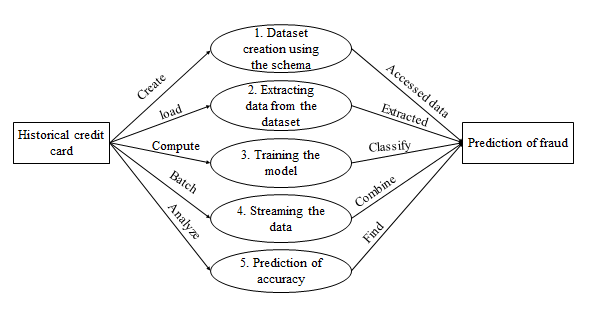 Historical credit
card
Create
load
Compute
Batch
Analyze
1. Dataset
creation using
the schema
2. Extracting
data from the
dataset
3. Training the
model
4. Streaming the
data
5. Prediction of
accuracy
Accessed data
Extracted
Classify
Combine
Find
Prediction of fraud